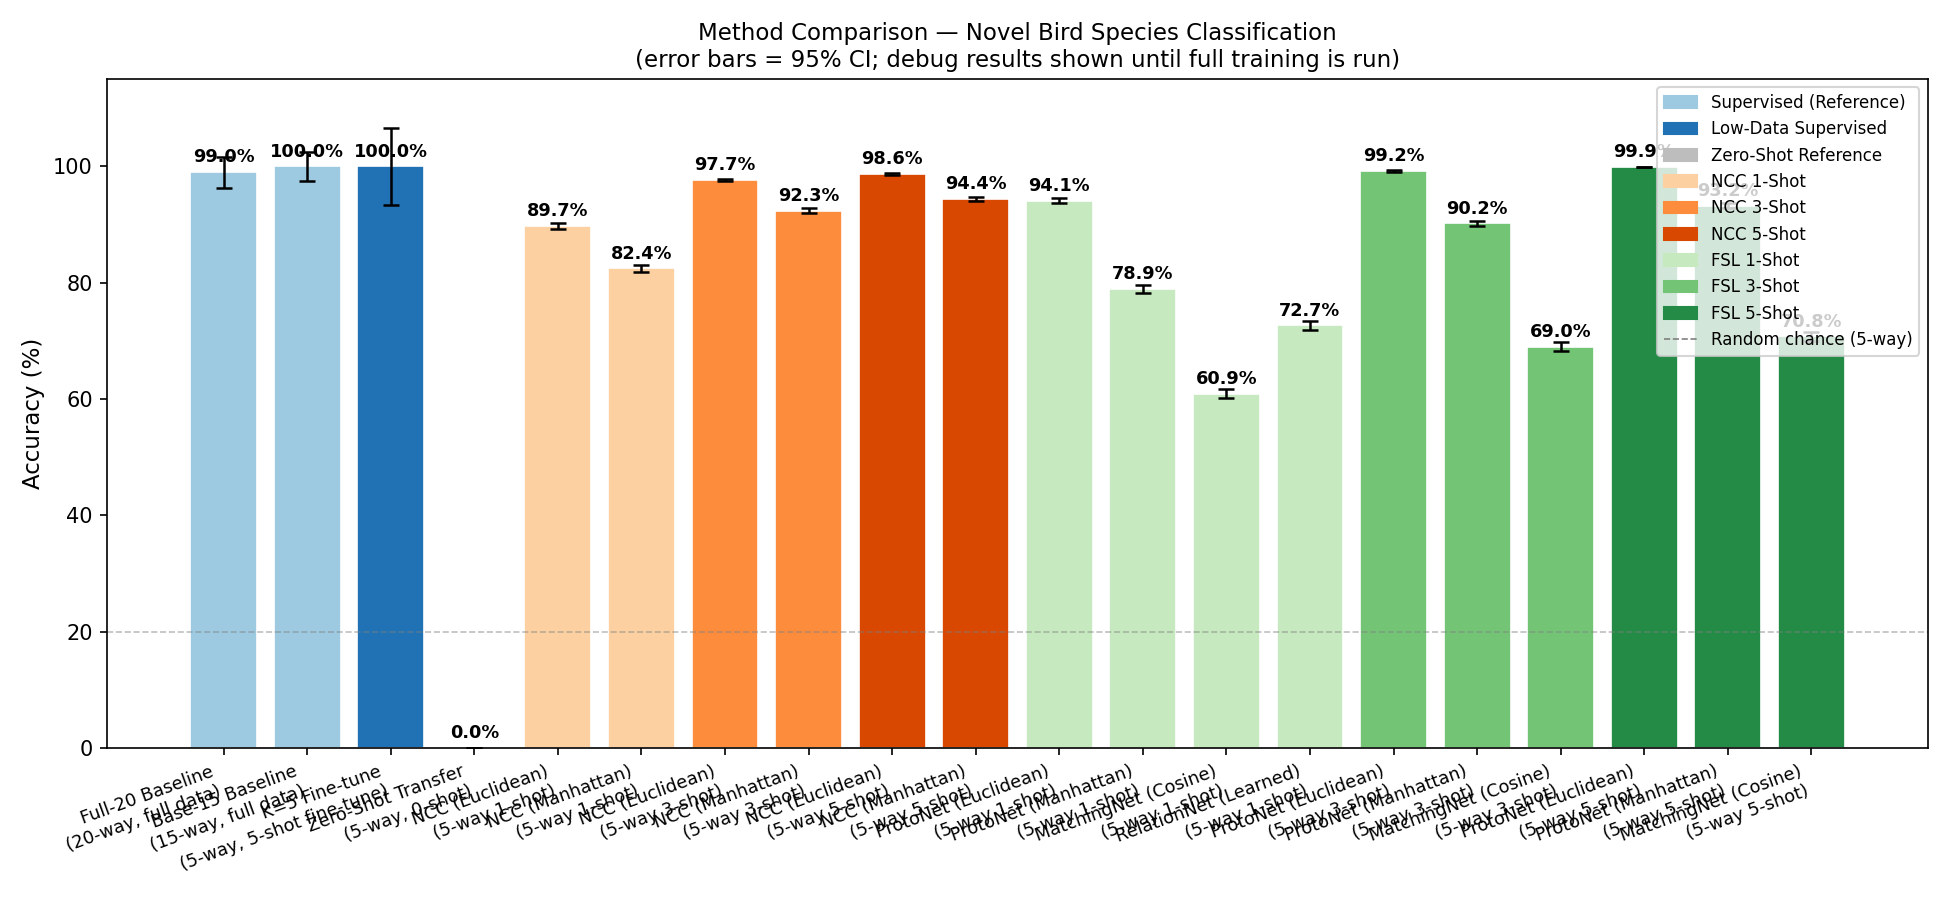 Method Comparison — Novel Bird Species Classification
(error bars = 95% CI; debug results shown until full training is run)
Accuracy (%)
100
80
60
40
20
0
99.0%
100.0%
100.0%
0.0%
89.7%
82.4%
97.7%
92.3%
98.6%
94.4%
94.1%
78.9%
60.9%
72.7%
99.2%
90.2%
69.0%
99.9%
93.2%
70.8%
Supervised (Reference)
Low-Data Supervised
Zero-Shot Reference
NCC 1-Shot
NCC 3-Shot
NCC 5-Shot
FSL 1-Shot
FSL 3-Shot
FSL 5-Shot
Random chance (5-way)
Full-20 Baseline
(20-way, full data)
Base-15 Baseline
(15-way, full data)
K=5 Fine-tune
(5-way, 5-shot fine-tune)
Zero-Shot Transfer
(5-way, 0-shot)
NCC (Euclidean)
(5-way 1-shot)
NCC (Manhattan)
(5-way 1-shot)
NCC (Euclidean)
(5-way 3-shot)
NCC (Manhattan)
(5-way 3-shot)
NCC (Euclidean)
(5-way 5-shot)
NCC (Manhattan)
(5-way 5-shot)
ProtoNet (Euclidean)
(5-way 1-shot)
ProtoNet (Manhattan)
(5-way 1-shot)
MatchingNet (Cosine)
(5-way 1-shot)
RelationNet (Learned)
(5-way 1-shot)
ProtoNet (Euclidean)
(5-way 3-shot)
ProtoNet (Manhattan)
(5-way 3-shot)
MatchingNet (Cosine)
(5-way 3-shot)
ProtoNet (Euclidean)
(5-way 5-shot)
ProtoNet (Manhattan)
(5-way 5-shot)
MatchingNet (Cosine)
(5-way 5-shot)